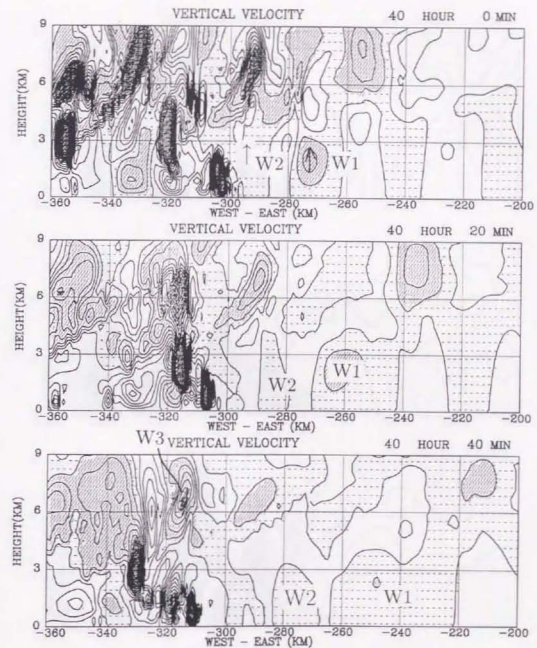 VERTICAL VELOCITY 40 HOUR 0 MIN
HEIGHT(KM)
9
6
3
0
W2 W1
-360 -340 -320 -300 -280 -260 -240 -220 -200
WEST - EAST (KM)
VERTICAL VELOCITY 40 HOUR 20 MIN
HEIGHT(KM)
9
6
3
0
W2 W1
-360 -340 -320 -300 -280 -260 -240 -220 -200
WEST - EAST (KM)
W3
VERTICAL VELOCITY 40 HOUR 40 MIN
HEIGHT(KM)
9
6
3
0
W2 W1
-360 -340 -320 -300 -280 -260 -240 -220 -200
WEST - EAST (KM)